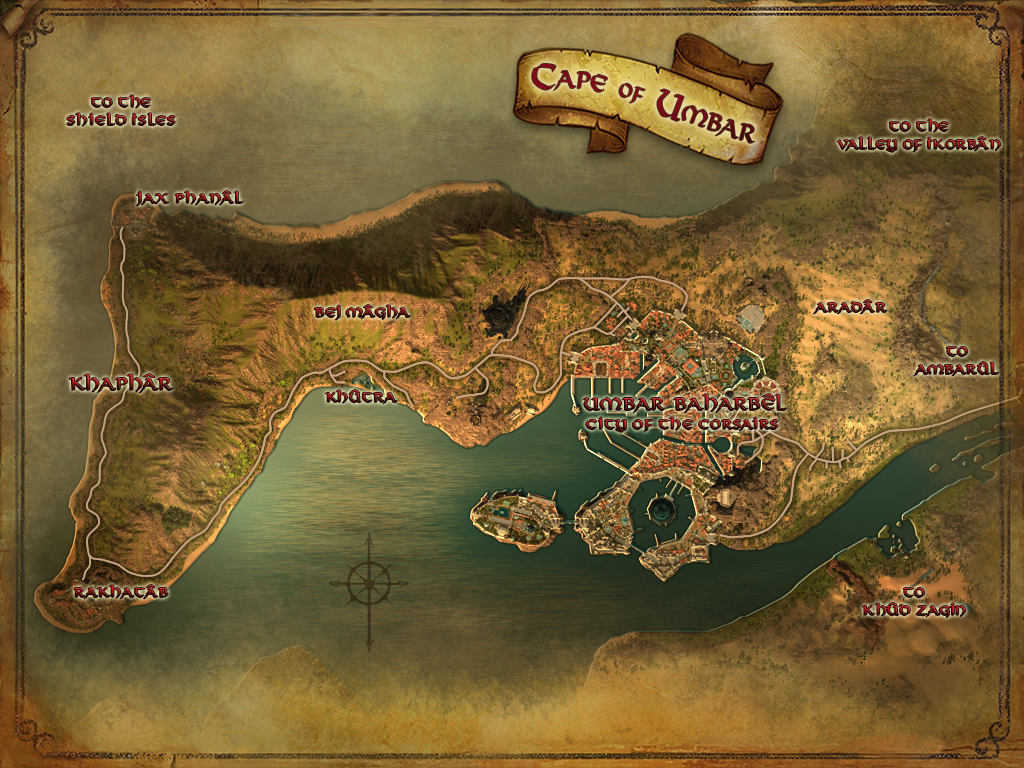 Cape of Umbar
to the
Shield Isles
to the
Valley of Ikorbân
Jax Phanâl
Bej Mâgha
Aradâr
to
Ambarûl
Khaphâr
Khûtra
Umbar Baharbêl
City of the Corsairs
Rakhatâb
to
Khûd Zagin